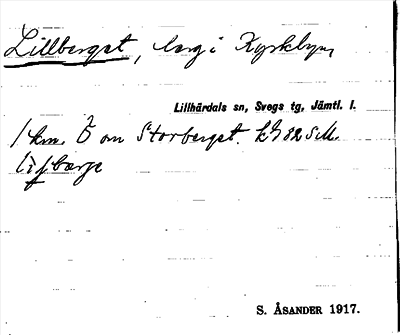 Lillberget, berg i Kyrkbyn,
Lillhärdals sn, Svegs tg, Jämtl. l.
1 km. Ö om Storberget.
S. ÅSANDER 1917.